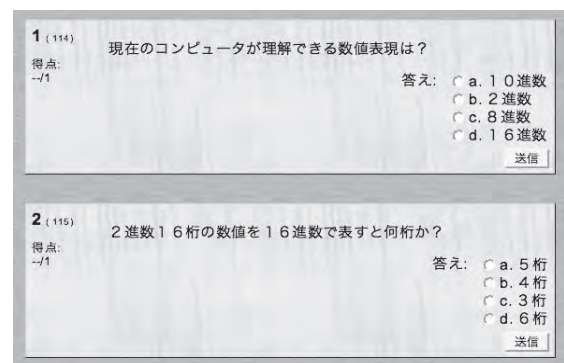 1 (114)
現在のコンピュータが理解できる数値表現は？
得点:
--/1
答え:
a. １０進数
b. ２進数
c. ８進数
d. １６進数
送信
2 (115)
２進数１６桁の数値を１６進数で表すと何桁か？
得点:
--/1
答え:
a. ５桁
b. ４桁
c. ３桁
d. ６桁
送信